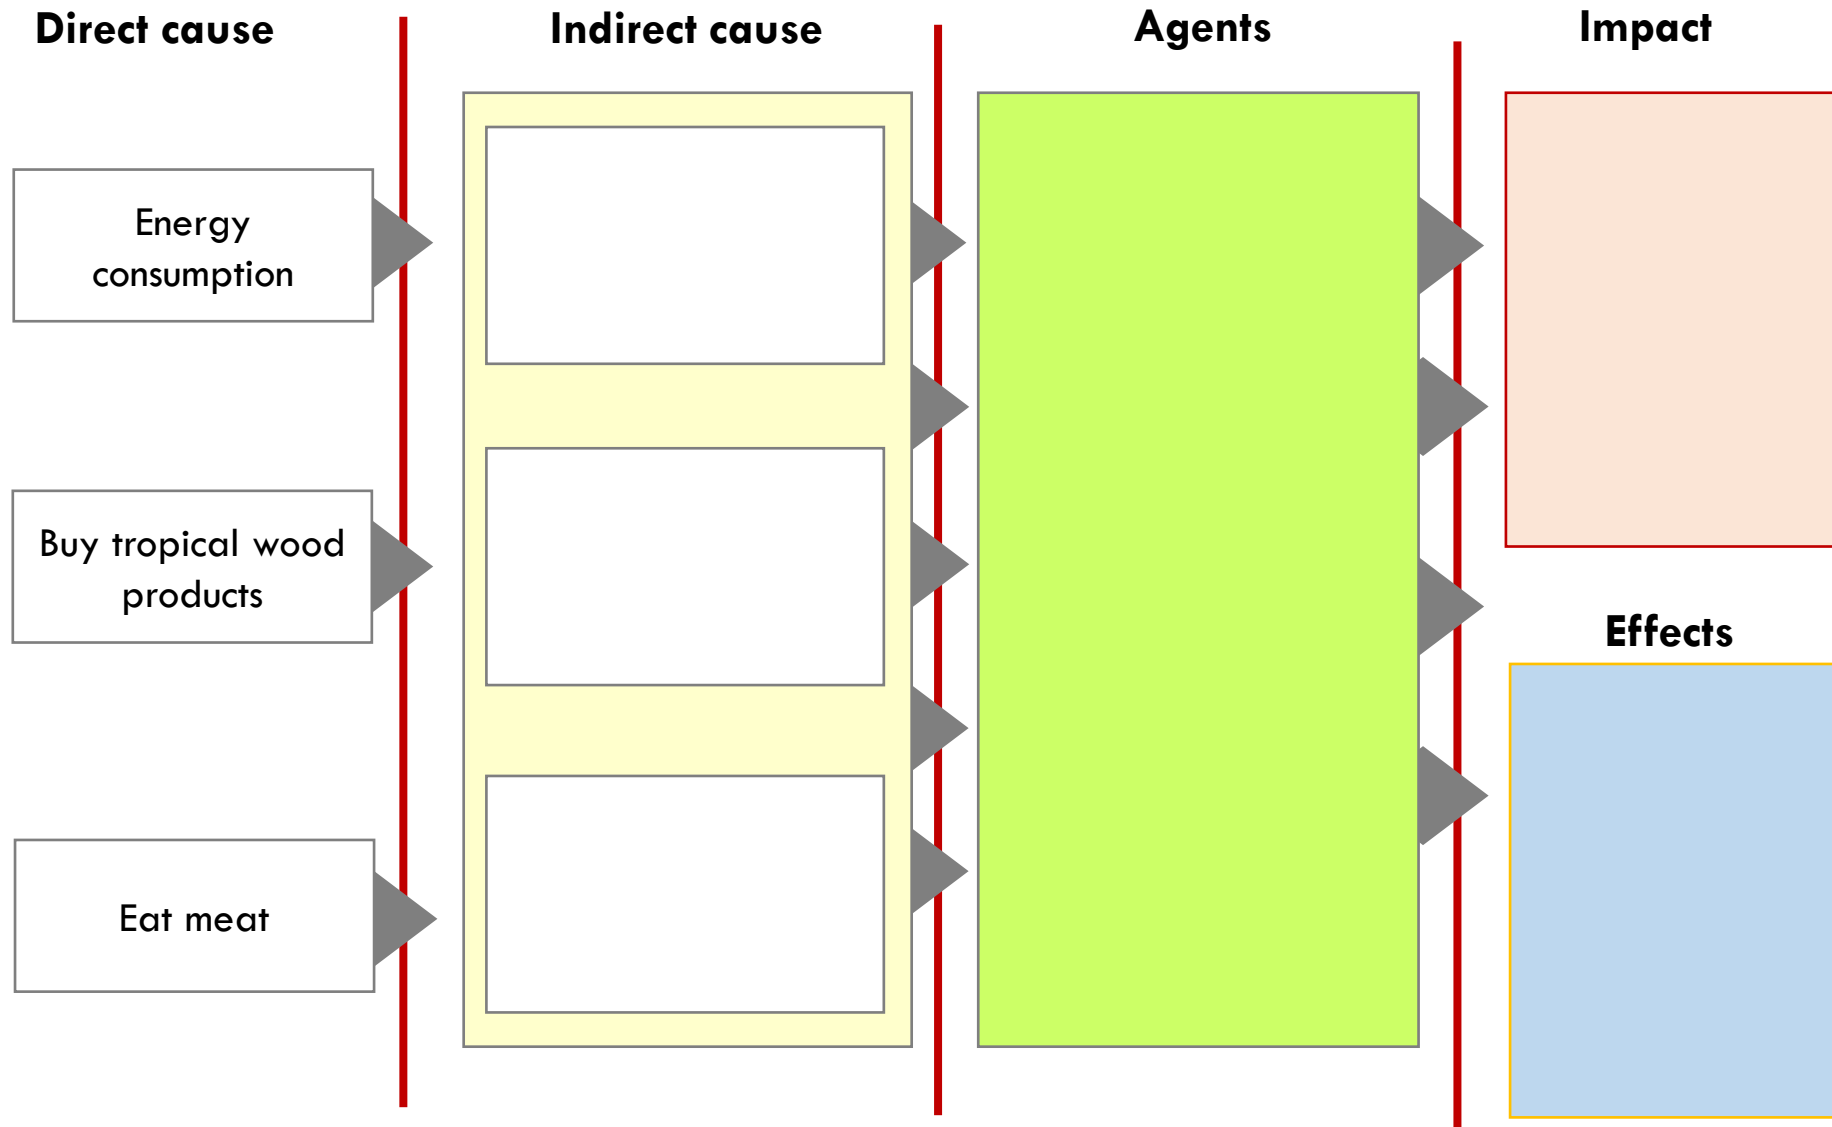 Direct cause
Indirect cause
Agents
Impact
Energy
consumption
Buy tropical wood
products
Eat meat
Effects